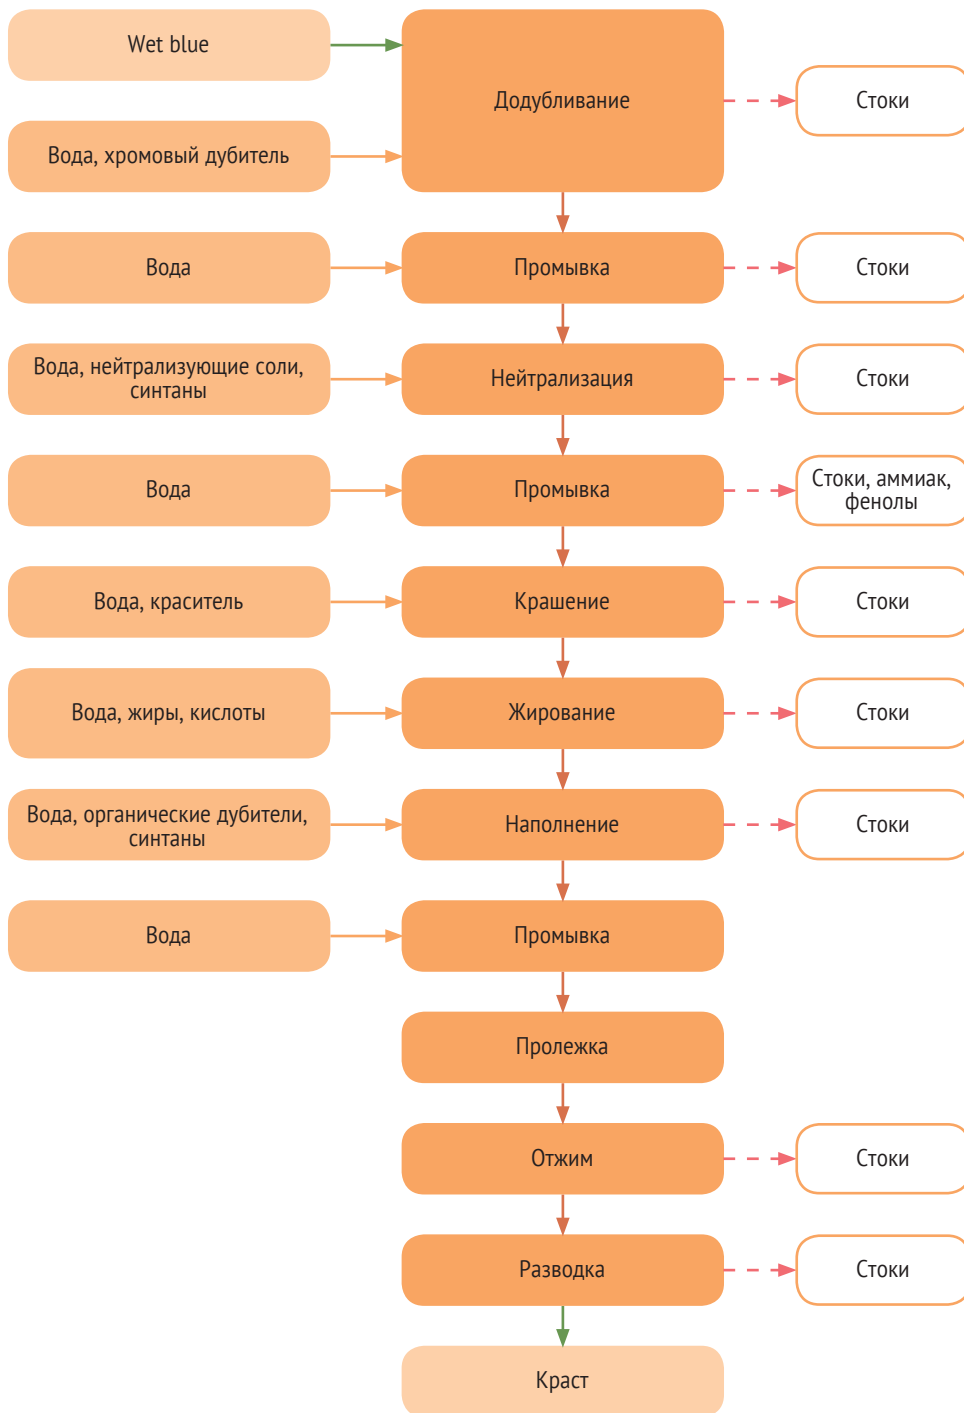 Wet blue
Додубливание
Стоки
Вода, хромовый дубитель
Вода
Промывка
Стоки
Вода, нейтрализующие соли,
синтаны
Нейтрализация
Стоки
Вода
Промывка
Стоки, аммиак,
фенолы
Вода, краситель
Крашение
Стоки
Вода, жиры, кислоты
Жирование
Стоки
Вода, органические дубители,
синтаны
Наполнение
Стоки
Вода
Промывка
Пролежка
Отжим
Стоки
Разводка
Стоки
Краст